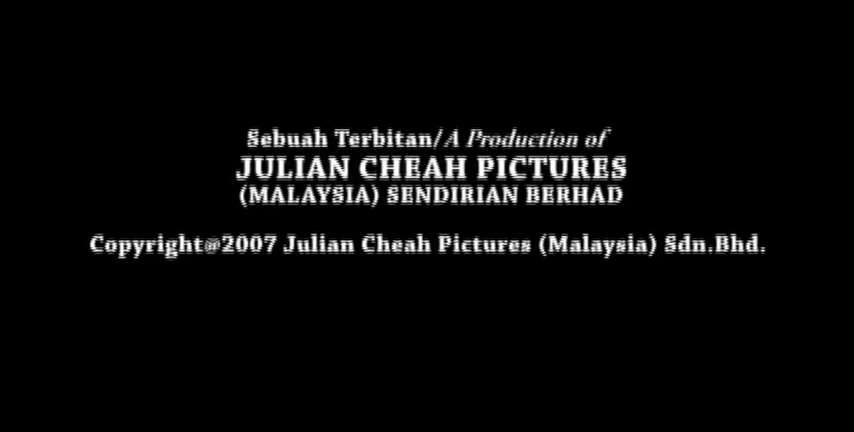 Sebuah Terbitan/A Production of
JULIAN CHEAH PICTURES
(MALAYSIA) SENDIRIAN BERHAD
Copyright@2007 Julian Cheah Pictures (Malaysia) Sdn.Bhd.